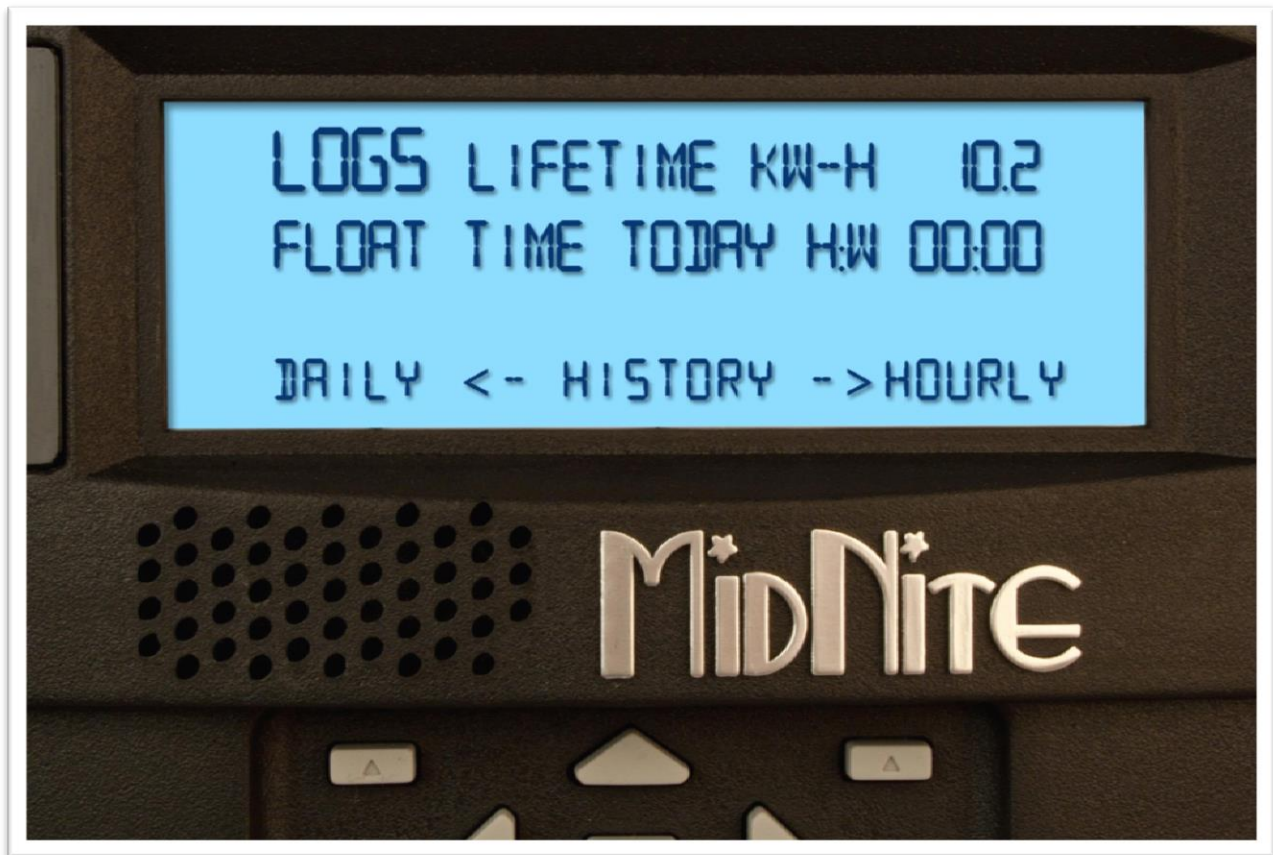 LOGS LIFETIME KW-H 10.2
FLOAT TIME TODAY H:W 00:00
DAILY <- HISTORY ->HOURLY
MIDNITE